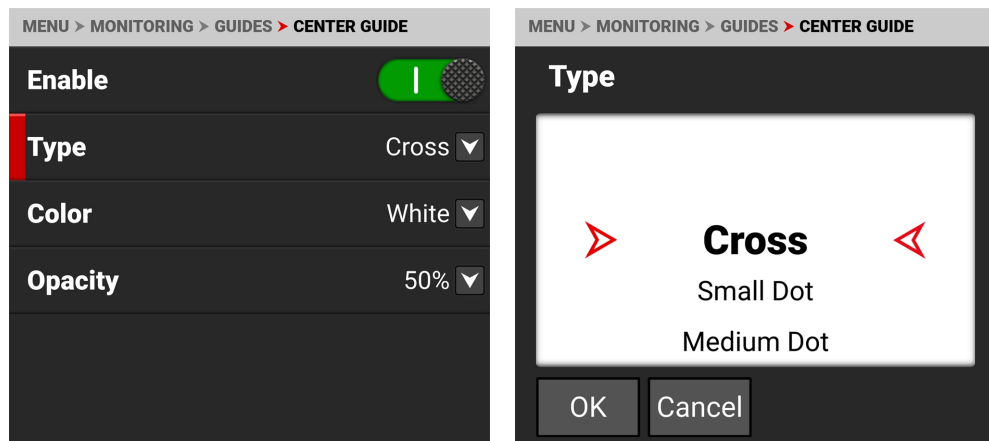 MENU > MONITORING > GUIDES > CENTER GUIDE
Enable
Type Cross
Color White
Opacity 50%
MENU > MONITORING > GUIDES > CENTER GUIDE
Type
Cross
Small Dot
Medium Dot
OK Cancel